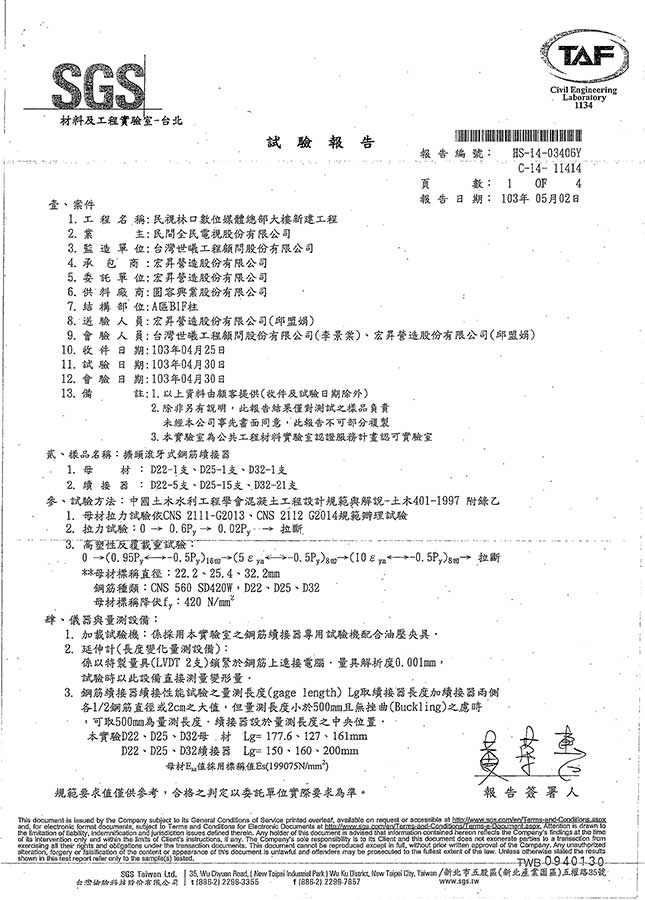 SGS
材料及工程實驗室-台北
TAF
Civil Engineering
Laboratory
1134
試驗報告
報告編號: HS-14-03406Y
C-14- 11414
頁數: 1 OF 4
報告日期: 103年 05月02日
壹、案件
1. 工程名稱:民視林口數位媒體總部大樓新建工程
2. 業主:民間全民電視股份有限公司
3. 監造單位:台灣世曦工程顧問股份有限公司
4. 承包商:宏昇營造股份有限公司
5. 委託單位:宏昇營造股份有限公司
6. 供料廠商:圓容興業股份有限公司
7. 結構部位:A區B1F柱
8. 送驗人員:宏昇營造股份有限公司(邱盟娟)
9. 會驗人員:台灣世曦工程顧問股份有限公司(李景棠)、宏昇營造股份有限公司(邱盟娟)
10. 收件日期:103年04月25日
11. 試驗日期:103年04月30日
12. 會驗日期:103年04月30日
13. 備註:1.以上資料由顧客提供(收件及試驗日期除外)
2.除非另有說明，此報告結果僅對測試之樣品負責
未經本公司事先書面同意，此報告不可部分複製
3.本實驗室為公共工程材料實驗室認證服務計畫認可實驗室
貳、樣品名稱：擴頭滾牙式鋼筋續接器
1. 母材：D22-1支、D25-1支、D32-1支
2. 續接器：D22-5支、D25-15支、D32-21支
參、試驗方法：中國土木水利工程學會混凝土工程設計規範與解說-土木401-1997 附錄乙
1. 母材拉力試驗依CNS 2111-G2013、CNS 2112 G2014規範辦理試驗
2. 拉力試驗：0 → 0.6Py → 0.02Py → 拉斷
3. 高塑性反覆載重試驗：
0 →(0.95Py←→-0.5Py)16回→(5 εya←→-0.5Py)8回→(10 εya←→-0.5Py)8回→ 拉斷
**母材標稱直徑：22.2、25.4、32.2mm
鋼筋種類：CNS 560 SD420W，D22、D25、D32
母材標稱降伏fy：420 N/mm2
肆、儀器與量測設備：
1. 加載試驗機：係採用本實驗室之鋼筋續接器專用試驗機配合油壓夾具．
2. 延伸計(長度變化量測設備)：
係以特製量具(LVDT 2支)鎖緊於鋼筋上連接電腦．量具解析度0.001mm，
試驗時以此設備直接測量變形量．
3. 鋼筋續接器續接性能試驗之量測長度(gage length) Lg取續接器長度加續接器兩側
各1/2鋼筋直徑或2cm之大值，但量測長度小於500mm且無挫曲(Buckling)之處時
，可取500mm為量測長度．續接器設於量測長度之中央位置．
本實驗D22、D25、D32母 材 Lg= 177.6、127、161mm
D22、D25、D32續接器 Lg= 150、160、200mm
母材Esa值採用標稱值Es(199075N/mm2)
規範要求值僅供參考，合格之判定以委託單位實際要求為準。
報告簽署人
This document is issued by the Company subject to its General Conditions of Service printed overleaf, available on request or accessible at http://www.sgs.com/en/Terms-and-Conditions.aspx
and, for electronic format documents, subject to Terms and Conditions for Electronic Documents at http://www.sgs.com/en/Terms-and-Conditions/Terms-e-Document.aspx. Attention is drawn to
the limitation of liability, indemnification and jurisdiction issues defined therein. Any holder of this document is advised that information contained hereon reflects the Company's findings at the time
of its intervention only and within the limits of Client's instructions, if any. The Company's sole responsibility is to its Client and this document does not exonerate parties to a transaction from
exercising all their rights and obligations under the transaction documents. This document cannot be reproduced except in full, without prior written approval of the Company. Any unauthorized
alteration, forgery or falsification of the content or appearance of this document is unlawful and offenders may be prosecuted to the fullest extent of the law. Unless otherwise stated the results
shown in this test report refer only to the sample(s) tested.
TWB 0940130
SGS Taiwan Ltd. 35, Wu Chyuan Road, (New Taipei Industrial Park) Wu Ku District, New Taipei City, Taiwan /新北市五股區(新北產業園區)五權路35號
台灣檢驗科技股份有限公司 t (886-2) 2298-3355 f (886-2) 2299-7657 www.sgs.tw